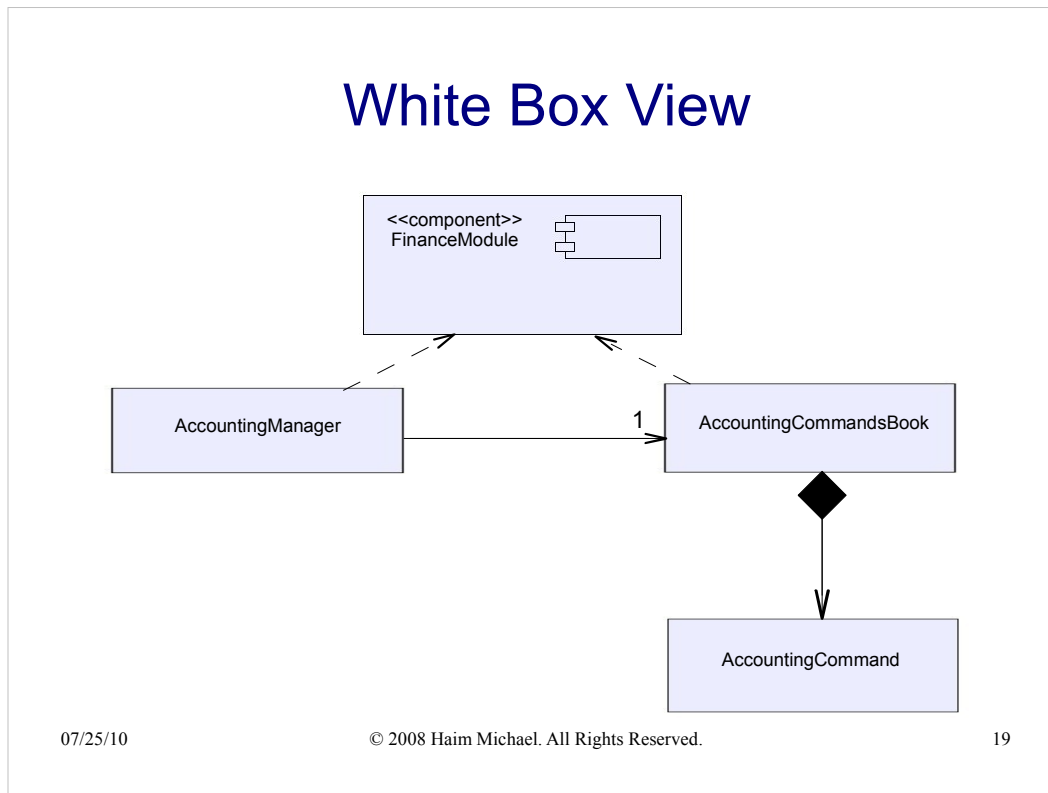 White Box View
<<component>>
FinanceModule
AccountingManager
1
AccountingCommandsBook
AccountingCommand
07/25/10
© 2008 Haim Michael. All Rights Reserved.
19